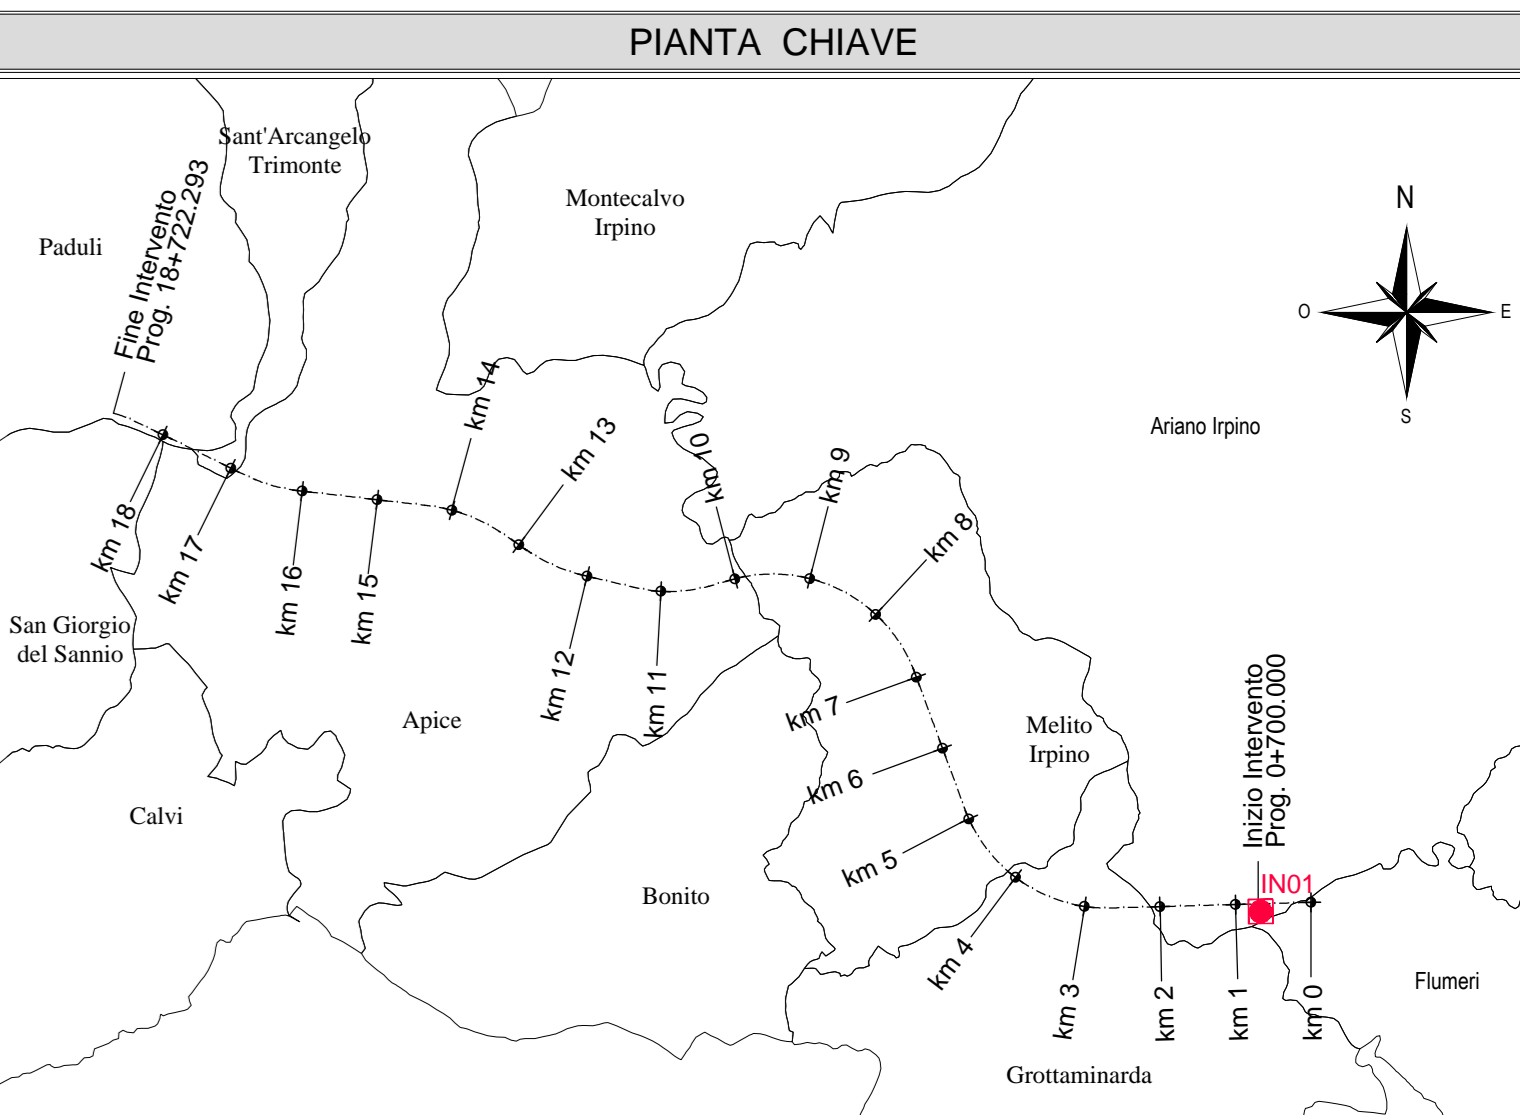 PIANTA CHIAVE
Sant'Arcangelo
Trimonte
Montecalvo
Irpino
Paduli
Fine Intervento
Prog. 18+722.293
N
O
E
S
Ariano Irpino
km 14
km 13
km 10
km 9
km 8
km 18
km 17
km 16
km 15
km 12
km 11
km 7
km 6
km 5
km 4
km 3
km 2
km 1
km 0
San Giorgio
del Sannio
Apice
Melito
Irpino
Inizio Intervento
Prog. 0+700.000
Calvi
Bonito
IN01
Flumeri
Grottaminarda